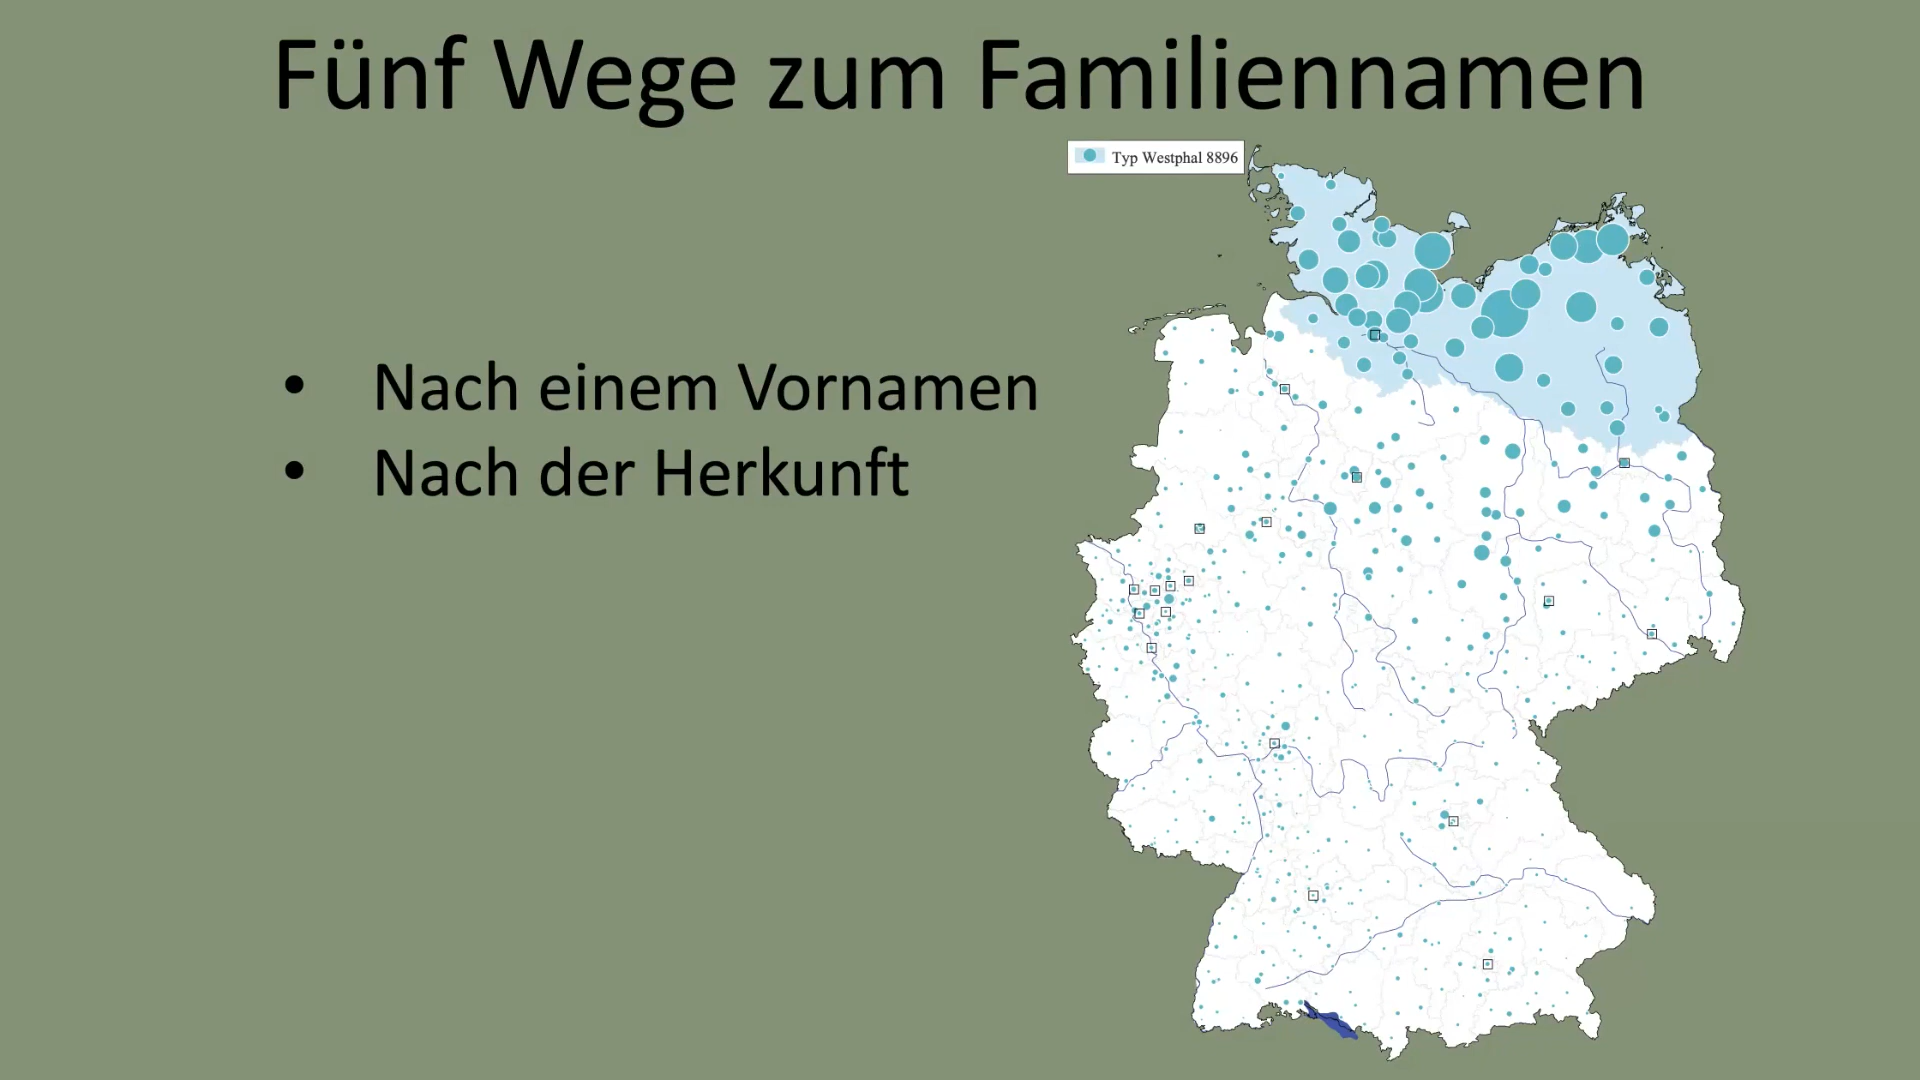 Fünf Wege zum Familiennamen
Typ Westphal 8896
• Nach einem Vornamen
• Nach der Herkunft